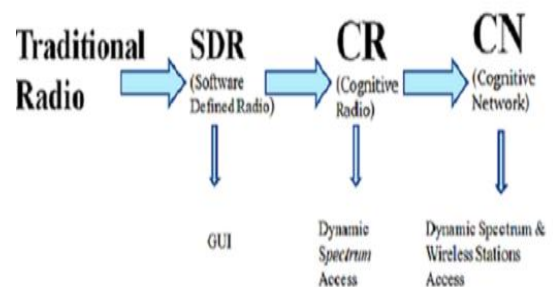 Traditional
Radio
SDR
(Software
Defined Radio)
CR
(Cognitive
Radio)
CN
(Cognitive
Network)
GUI
Dynamic
Spectrum
Access
Dynamic Spectrum &
Wireless Stations
Access